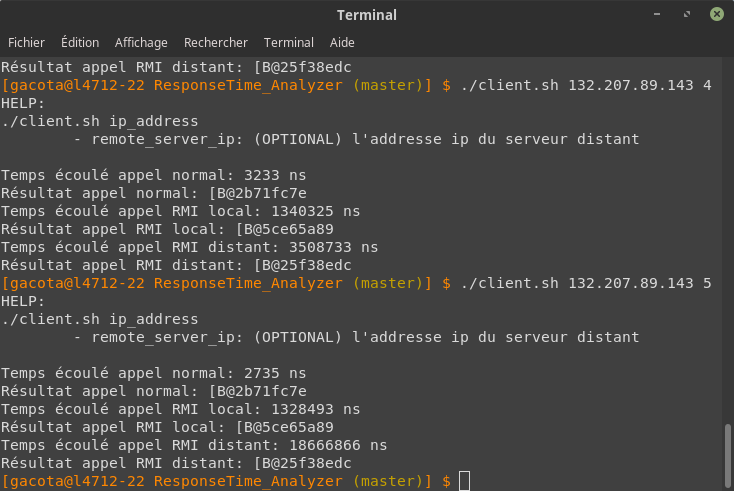 Terminal
Fichier Édition Affichage Rechercher Terminal Aide
Résultat appel RMI distant: [B@25f38edc
[gacota@l4712-22 ResponseTime_Analyzer (master)] $ ./client.sh 132.207.89.143 4
HELP:
./client.sh ip_address
- remote_server_ip: (OPTIONAL) l'addresse ip du serveur distant
Temps écoulé appel normal: 3233 ns
Résultat appel normal: [B@2b71fc7e
Temps écoulé appel RMI local: 1340325 ns
Résultat appel RMI local: [B@5ce65a89
Temps écoulé appel RMI distant: 3508733 ns
Résultat appel RMI distant: [B@25f38edc
[gacota@l4712-22 ResponseTime_Analyzer (master)] $ ./client.sh 132.207.89.143 5
HELP:
./client.sh ip_address
- remote_server_ip: (OPTIONAL) l'addresse ip du serveur distant
Temps écoulé appel normal: 2735 ns
Résultat appel normal: [B@2b71fc7e
Temps écoulé appel RMI local: 1328493 ns
Résultat appel RMI local: [B@5ce65a89
Temps écoulé appel RMI distant: 18666866 ns
Résultat appel RMI distant: [B@25f38edc
[gacota@l4712-22 ResponseTime_Analyzer (master)] $